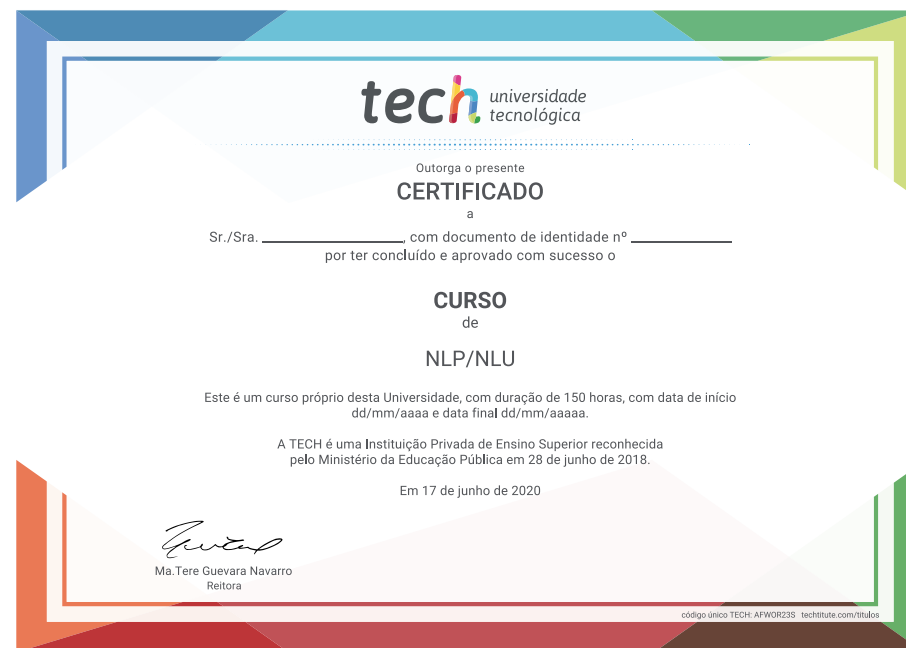 tech universidade
tecnológica
Outorga o presente
CERTIFICADO
a
Sr./Sra. ____________, com documento de identidade nº ____________
por ter concluído e aprovado com sucesso o
CURSO
de
NLP/NLU
Este é um curso próprio desta Universidade, com duração de 150 horas, com data de início
dd/mm/aaaa e data final dd/mm/aaaaa.
A TECH é uma Instituição Privada de Ensino Superior reconhecida
pelo Ministério da Educação Pública em 28 de junho de 2018.
Em 17 de junho de 2020
Ma.Tere Guevara Navarro
Reitora
código único TECH: AFWOR23S techtitute.com/titulos